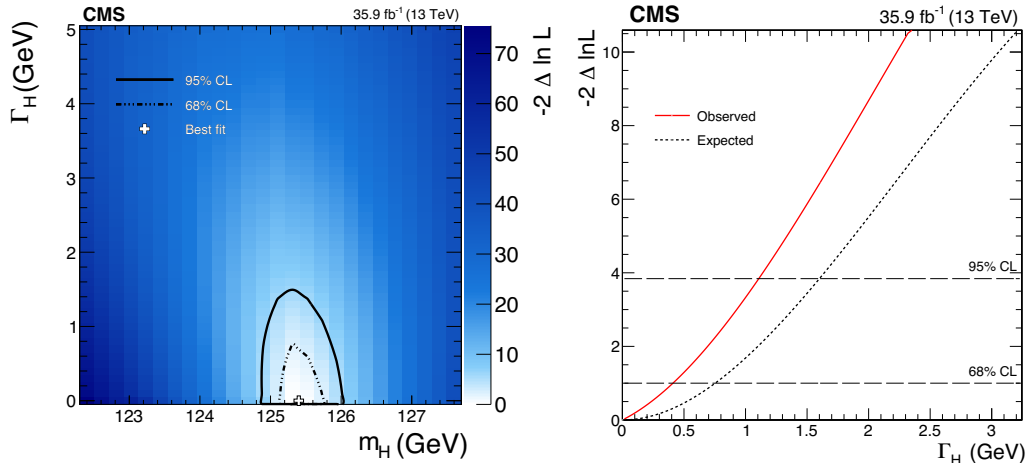 CMS
35.9 fb⁻¹ (13 TeV)
Γ_H (GeV)
5
4
3
2
1
0
95% CL
68% CL
Best fit
123
124
125
126
127
m_H (GeV)
70
60
50
40
30
20
10
0
-2 Δ ln L
CMS
35.9 fb⁻¹ (13 TeV)
-2 Δ lnL
10
8
6
4
2
0
Observed
Expected
95% CL
68% CL
0
0.5
1
1.5
2
2.5
3
Γ_H (GeV)